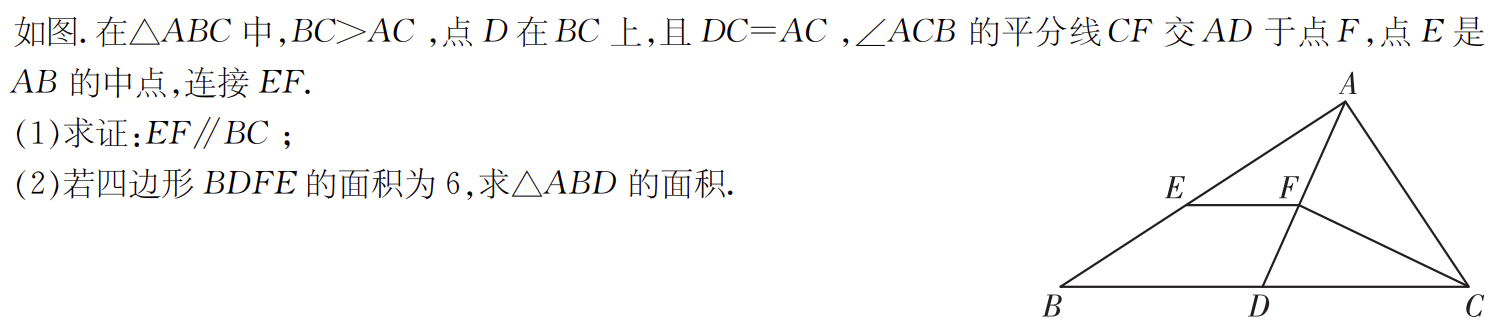 如图.在△ABC 中,BC>AC ,点 D 在 BC 上,且 DC=AC ,∠ACB 的平分线 CF 交 AD 于点 F ,点 E 是
AB 的中点,连接 EF.
(1)求证:EF∥BC ;
(2)若四边形 BDFE 的面积为 6,求△ABD 的面积.
A
E F
B D C